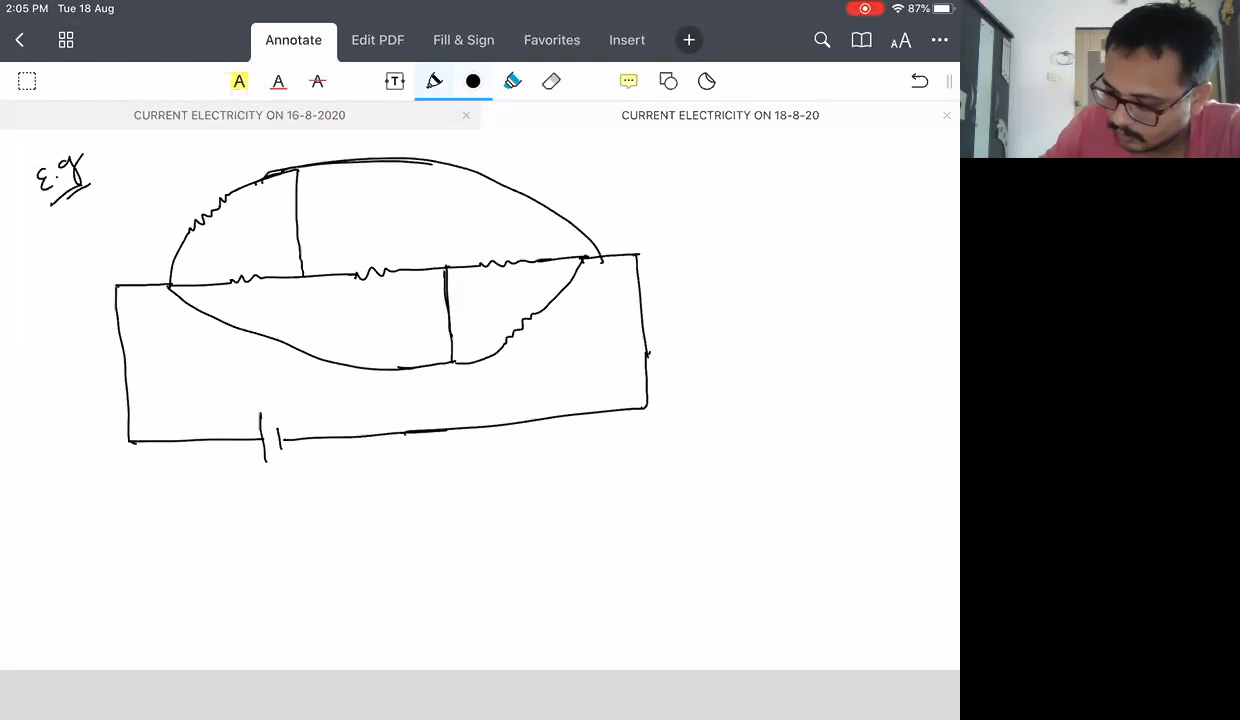 2:05 PM Tue 18 Aug
87%
Annotate
Edit PDF
Fill & Sign
Favorites
Insert
AA
A
A
A
T
CURRENT ELECTRICITY ON 16-8-2020
CURRENT ELECTRICITY ON 18-8-20
E.g